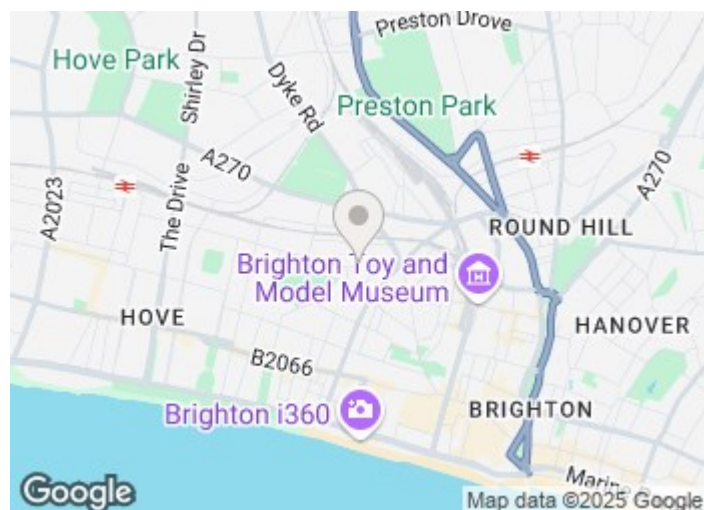 Preston Drove
Hove Park
Shirley Dr
Dyke Rd
Preston Park
A270
A270
A2023
The Drive
ROUND HILL
Brighton Toy and
Model Museum
HOVE
HANOVER
B2066
Brighton i360
BRIGHTON
Marine
Google
Map data ©2025 Google